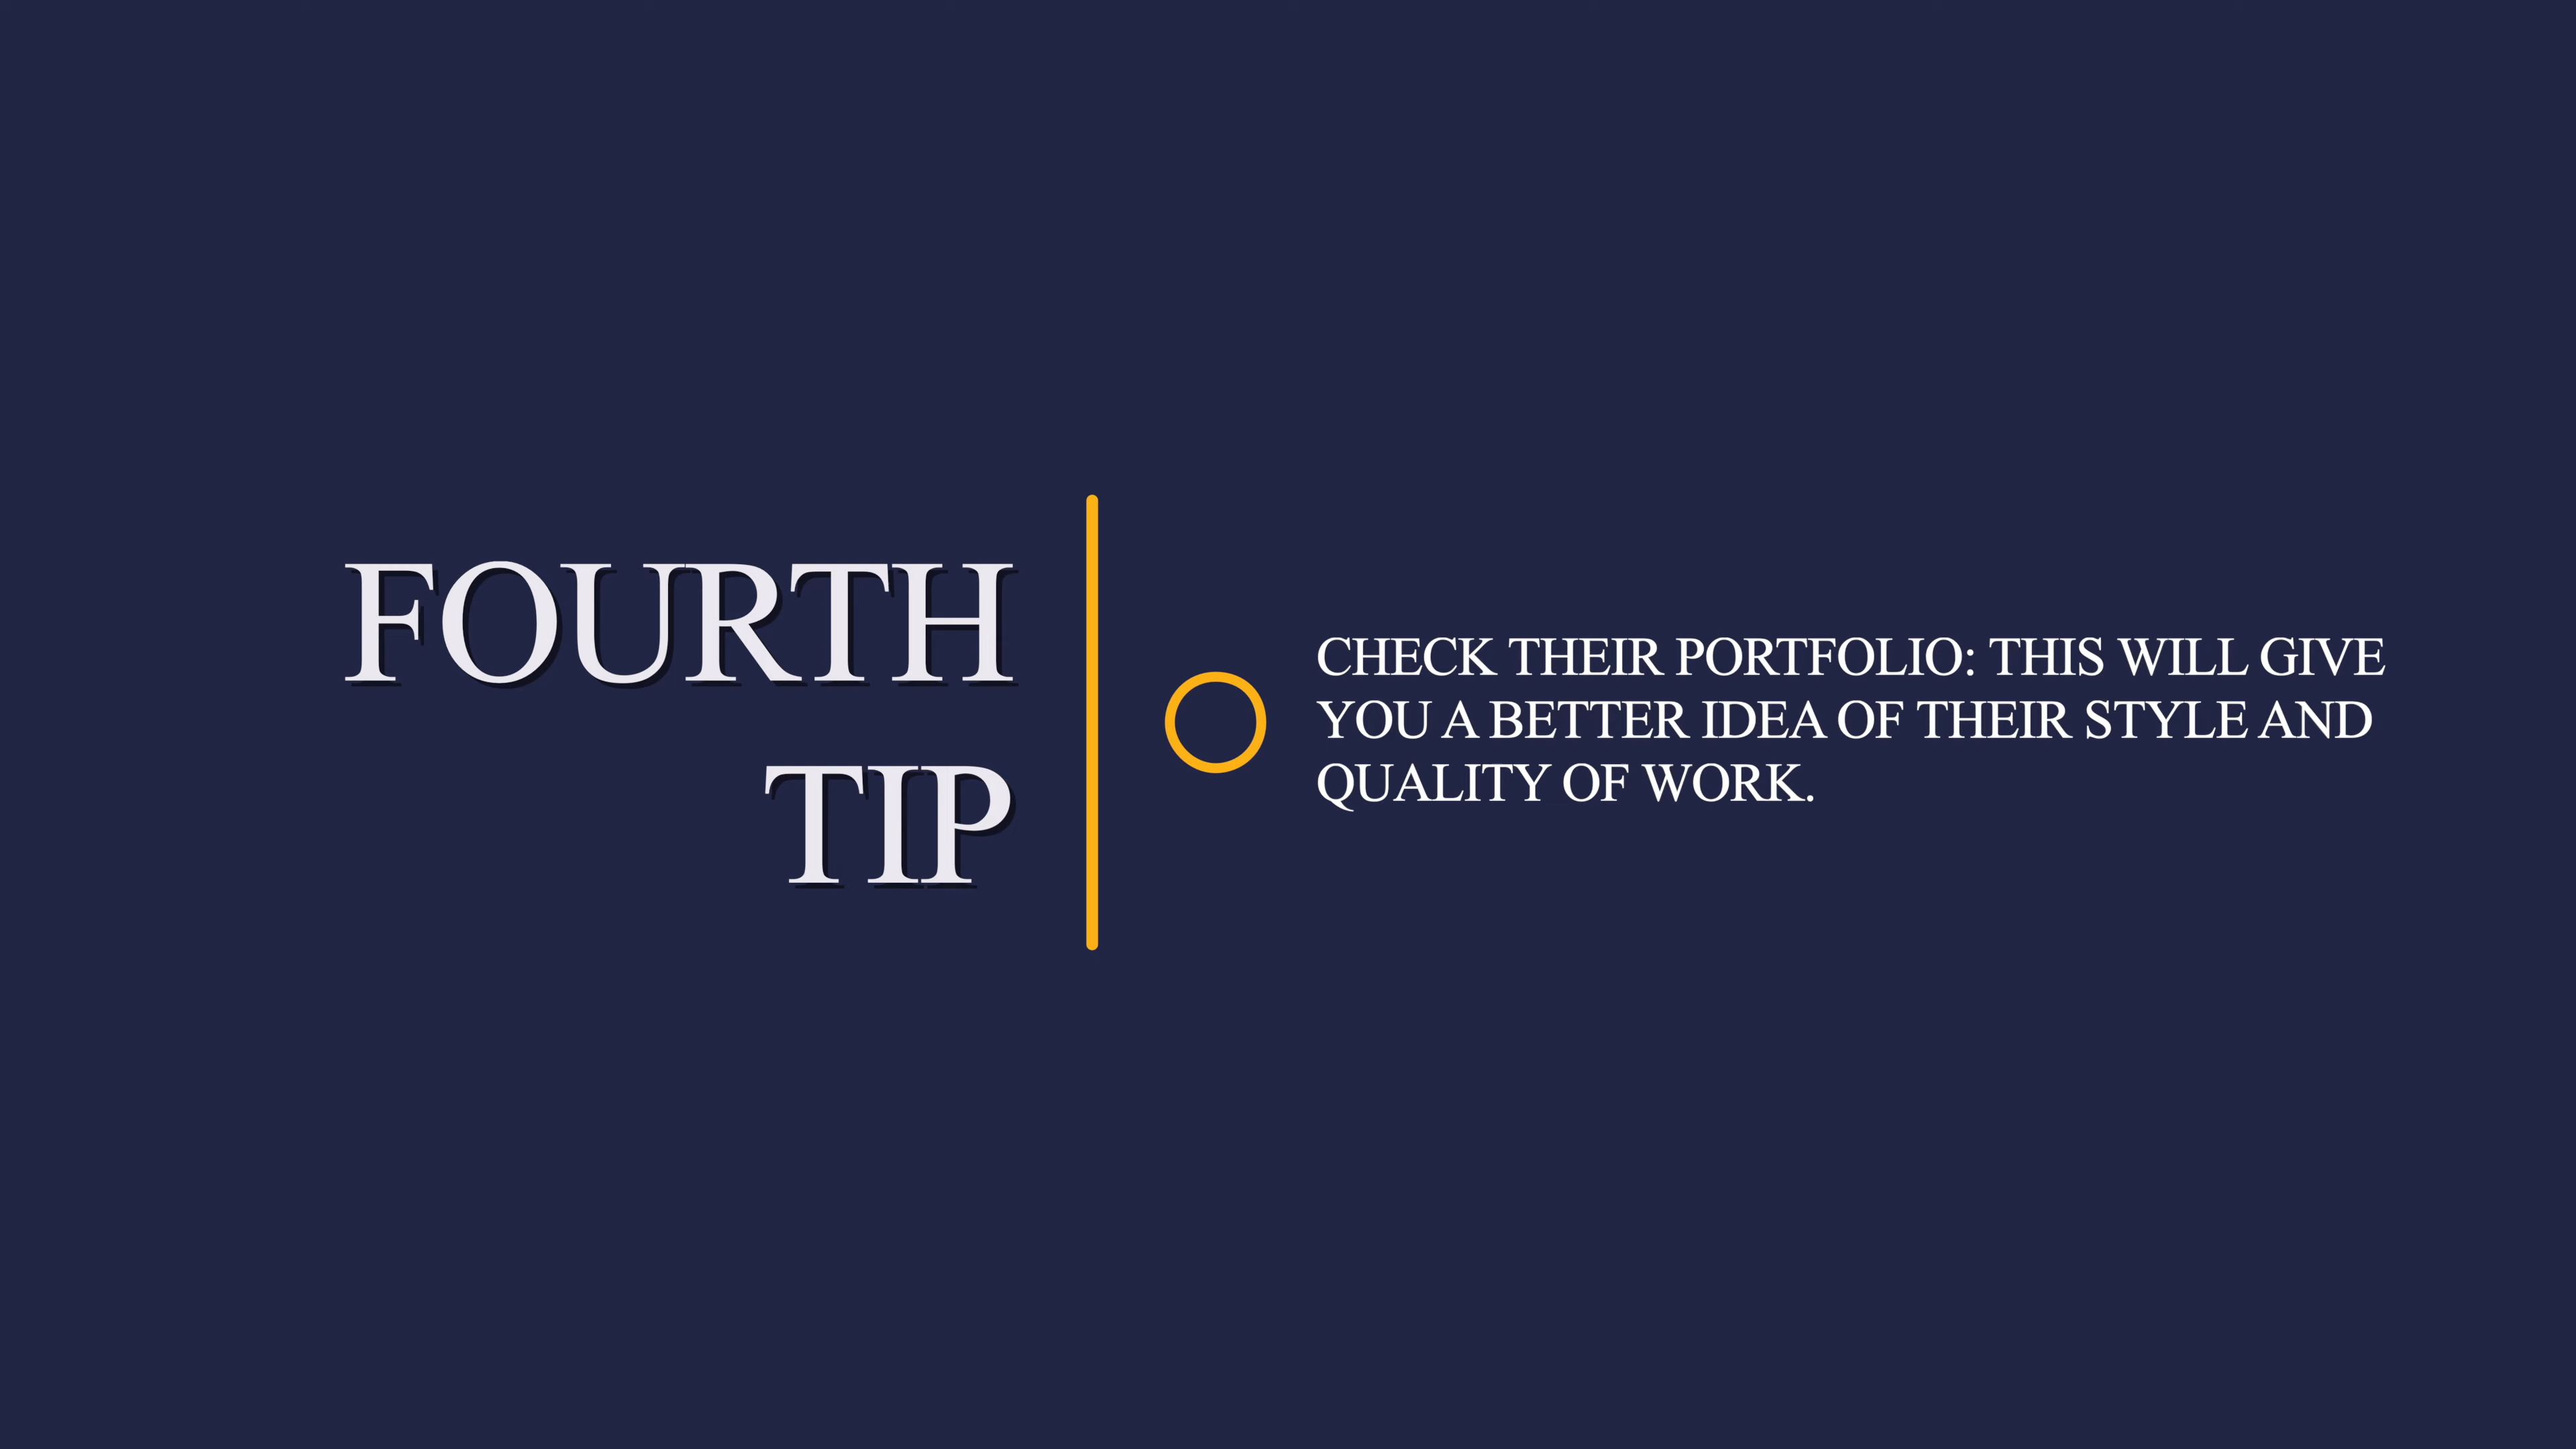 FOURTH
TIP
CHECK THEIR PORTFOLIO: THIS WILL GIVE
YOU A BETTER IDEA OF THEIR STYLE AND
QUALITY OF WORK.